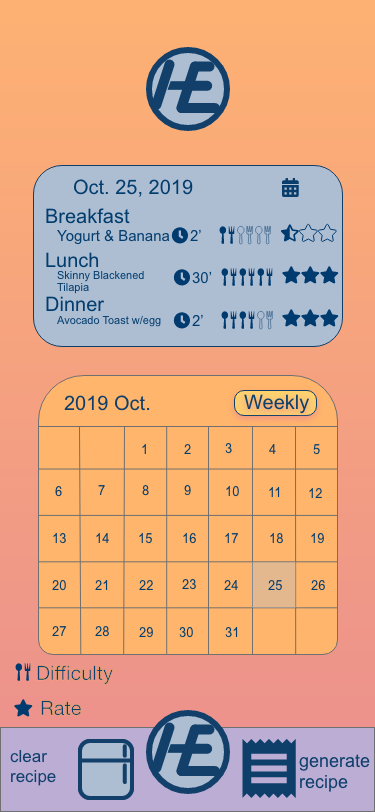 HE
Oct. 25, 2019
Breakfast
Yogurt & Banana 2’
Lunch
Skinny Blackened 30’
Tilapia
Dinner
Avocado Toast w/egg 2’
2019 Oct. Weekly
1 2 3 4 5
6 7 8 9 10 11 12
13 14 15 16 17 18 19
20 21 22 23 24 25 26
27 28 29 30 31
Difficulty
Rate
HE
clear
recipe
generate
recipe